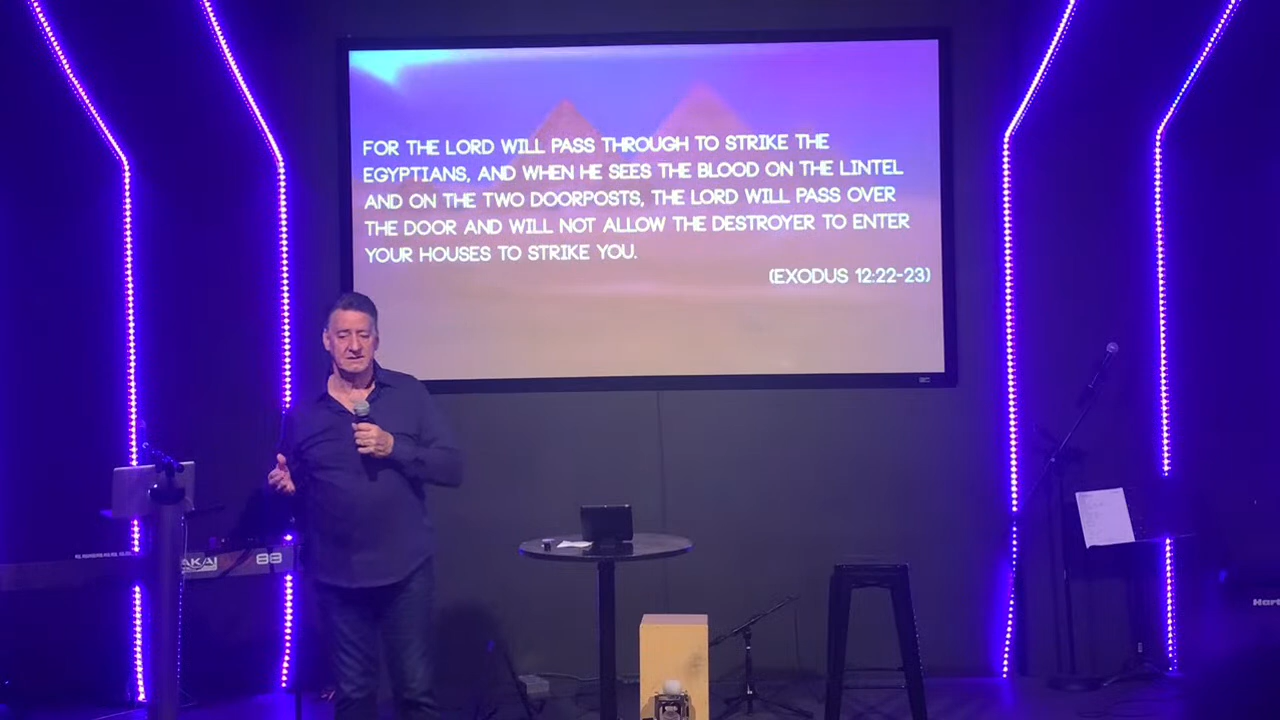 FOR THE LORD WILL PASS THROUGH TO STRIKE THE
EGYPTIANS, AND WHEN HE SEES THE BLOOD ON THE LINTEL
AND ON THE TWO DOORPOSTS, THE LORD WILL PASS OVER
THE DOOR AND WILL NOT ALLOW THE DESTROYER TO ENTER
YOUR HOUSES TO STRIKE YOU.
(EXODUS 12:22-23)
AKAI 88